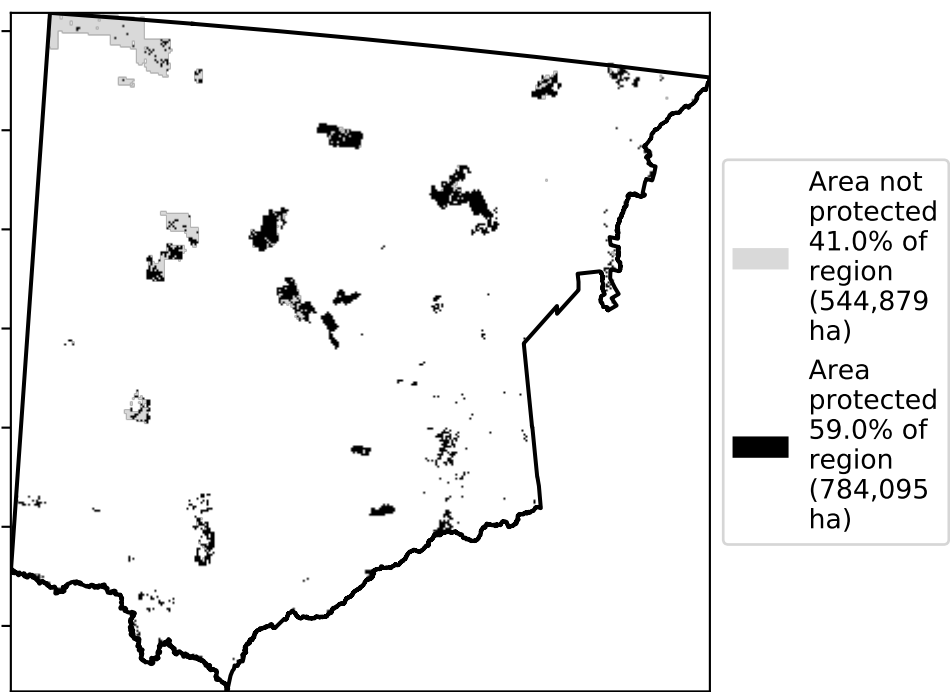 Area not
protected
41.0% of
region
(544,879
ha)
Area
protected
59.0% of
region
(784,095
ha)